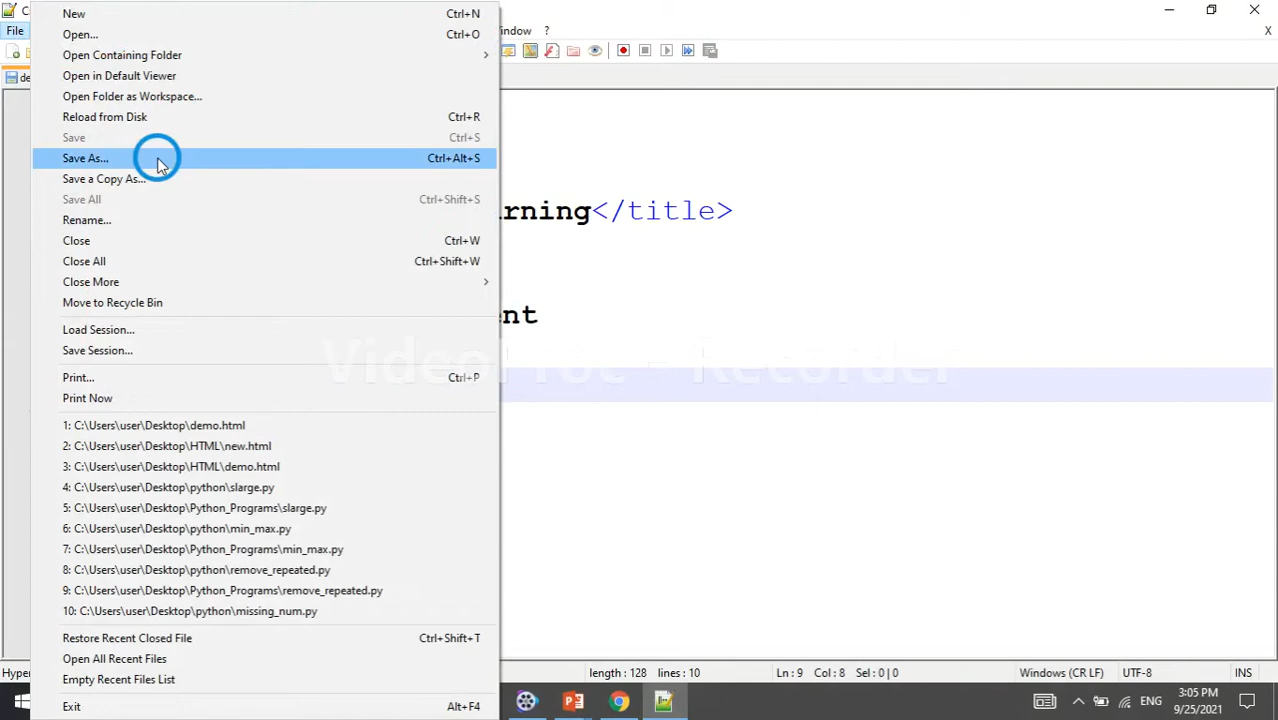 New Ctrl+N
File
indow ?
X
Open... Ctrl+O
Open Containing Folder
Open in Default Viewer
de
Open Folder as Workspace...
Reload from Disk Ctrl+R
Save Ctrl+S
Save As... Ctrl+Alt+S
Save a Copy As...
Save All Ctrl+Shift+S
rning</title>
Rename...
Close Ctrl+W
Close All Ctrl+Shift+W
Close More
Move to Recycle Bin
nt
Load Session...
Save Session...
VideoProc - Recorder
Print... Ctrl+P
Print Now
1: C:\Users\user\Desktop\demo.html
2: C:\Users\user\Desktop\HTML\new.html
3: C:\Users\user\Desktop\HTML\demo.html
4: C:\Users\user\Desktop\python\slarge.py
5: C:\Users\user\Desktop\Python_Programs\slarge.py
6: C:\Users\user\Desktop\python\min_max.py
7: C:\Users\user\Desktop\Python_Programs\min_max.py
8: C:\Users\user\Desktop\python\remove_repeated.py
9: C:\Users\user\Desktop\Python_Programs\remove_repeated.py
10: C:\Users\user\Desktop\python\missing_num.py
Restore Recent Closed File Ctrl+Shift+T
Open All Recent Files
Hyper length : 128 lines : 10 Ln : 9 Col : 8 Sel : 0 | 0 Windows (CR LF) UTF-8 INS
Empty Recent Files List
Exit Alt+F4
ENG
3:05 PM
9/25/2021